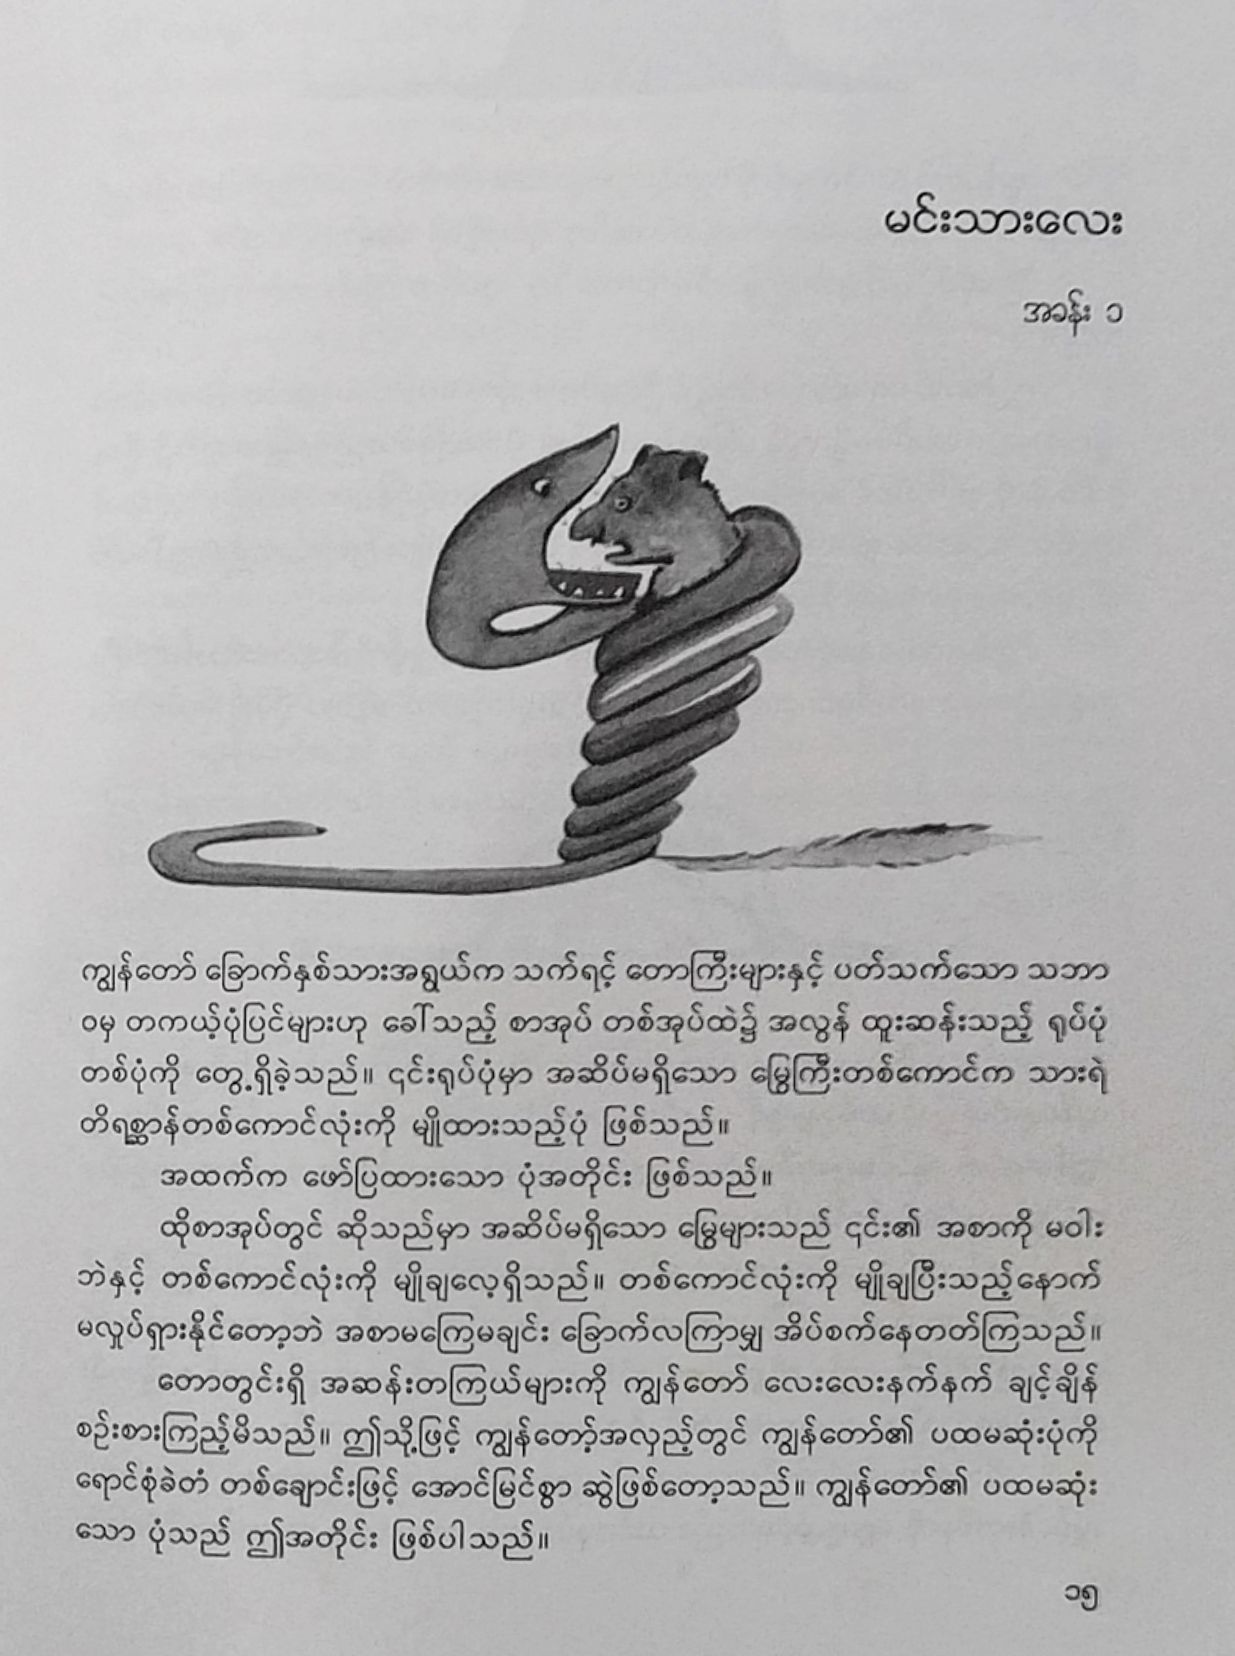 မင်းသားလေး
အခန်း ၁
ကျွန်တော် ခြောက်နှစ်သားအရွယ်က သက်ရင့် တောကြီးများနှင့် ပတ်သက်သော သဘာ
ဝမှ တကယ့်ပုံပြင်များဟု ခေါ်သည့် စာအုပ် တစ်အုပ်ထဲ၌ အလွန် ထူးဆန်းသည့် ရုပ်ပုံ
တစ်ပုံကို တွေ့ရှိခဲ့သည်။ ၎င်းရုပ်ပုံမှာ အဆိပ်မရှိသော မြွေကြီးတစ်ကောင်က သားရဲ
တိရစ္ဆာန်တစ်ကောင်လုံးကို မျိုထားသည့်ပုံ ဖြစ်သည်။
အထက်က ဖော်ပြထားသော ပုံအတိုင်း ဖြစ်သည်။
ထိုစာအုပ်တွင် ဆိုသည်မှာ အဆိပ်မရှိသော မြွေများသည် ၎င်း၏ အစာကို မဝါး
ဘဲနှင့် တစ်ကောင်လုံးကို မျိုချလေ့ရှိသည်။ တစ်ကောင်လုံးကို မျိုချပြီးသည့်နောက်
မလှုပ်ရှားနိုင်တော့ဘဲ အစာမကြေမချင်း ခြောက်လကြာမျှ အိပ်စက်နေတတ်ကြသည်။
တောတွင်းရှိ အဆန်းတကြယ်များကို ကျွန်တော် လေးလေးနက်နက် ချင့်ချိန်
စဉ်းစားကြည့်မိသည်။ ဤသို့ဖြင့် ကျွန်တော့်အလှည့်တွင် ကျွန်တော်၏ ပထမဆုံးပုံကို
ရောင်စုံခဲတံ တစ်ချောင်းဖြင့် အောင်မြင်စွာ ဆွဲဖြစ်တော့သည်။ ကျွန်တော်၏ ပထမဆုံး
သော ပုံသည် ဤအတိုင်း ဖြစ်ပါသည်။
၁၅